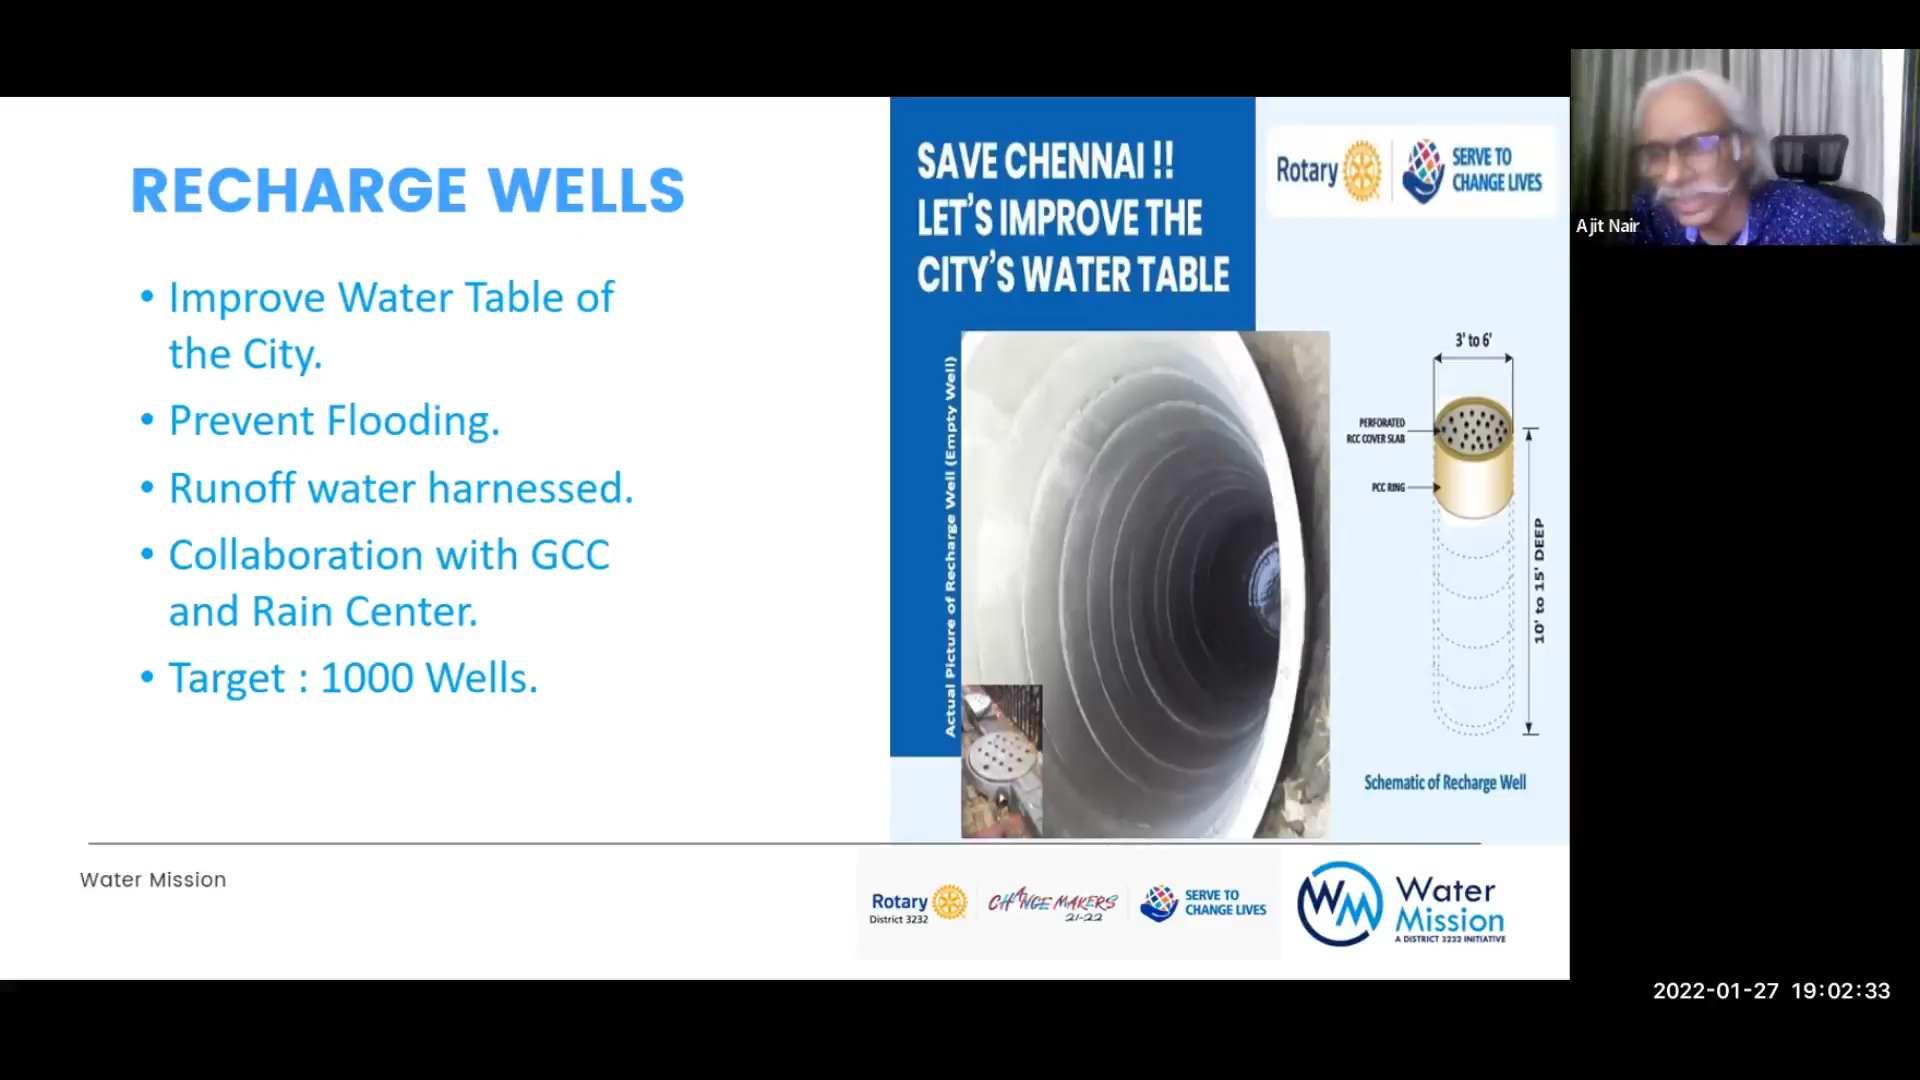 RECHARGE WELLS
• Improve Water Table of
the City.
• Prevent Flooding.
• Runoff water harnessed.
• Collaboration with GCC
and Rain Center.
• Target : 1000 Wells.
SAVE CHENNAI !!
LET'S IMPROVE THE
CITY'S WATER TABLE
Rotary
SERVE TO
CHANGE LIVES
Actual Picture of Recharge Well (Empty Well)
3' to 6'
PERFORATED
RCC COVER SLAB
PCC RING
10' to 15' DEEP
Schematic of Recharge Well
Ajit Nair
Water Mission
Rotary
District 3232
CHANGE MAKERS
21-22
SERVE TO
CHANGE LIVES
WM
Water
Mission
A DISTRICT 3232 INITIATIVE
2022-01-27 19:02:33